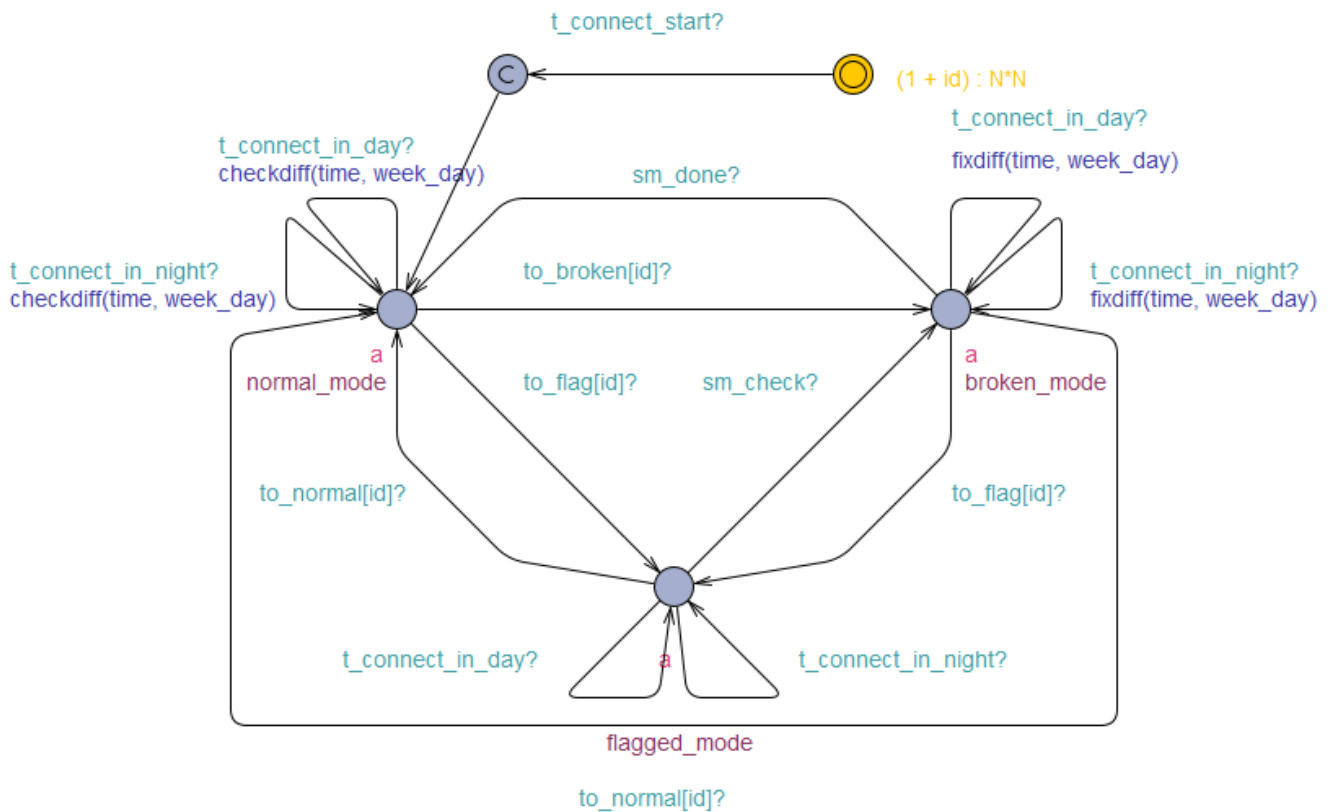 t_connect_start?
C
(1 + id) : N*N
t_connect_in_day?
checkdiff(time, week_day)
t_connect_in_day?
fixdiff(time, week_day)
sm_done?
t_connect_in_night?
checkdiff(time, week_day)
to_broken[id]?
t_connect_in_night?
fixdiff(time, week_day)
a
normal_mode
to_flag[id]?
sm_check?
a
broken_mode
to_normal[id]?
to_flag[id]?
t_connect_in_day?
a
t_connect_in_night?
flagged_mode
to_normal[id]?